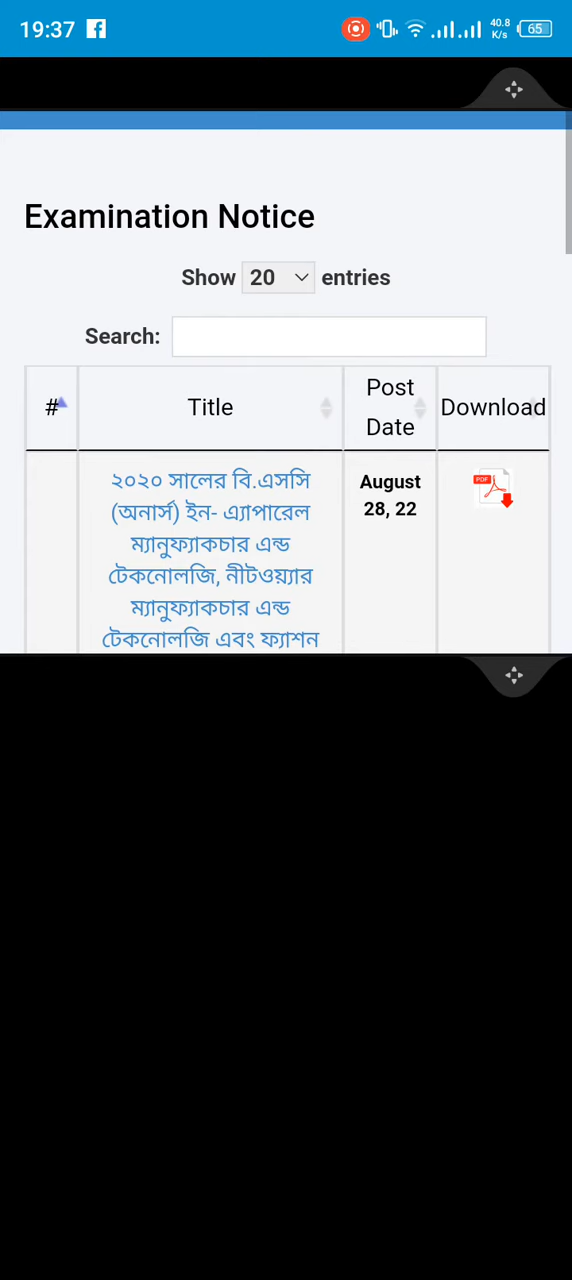 19:37
40.8
K/s
65
Examination Notice
Show 20 entries
Search:
# Title Post Date Download
২০২০ সালের বি.এসসি
(অনার্স) ইন- এ্যাপারেল
ম্যানুফ্যাকচার এন্ড
টেকনোলজি, নীটওয়্যার
ম্যানুফ্যাকচার এন্ড
টেকনোলজি এবং ফ্যাশন
August
28, 22
PDF